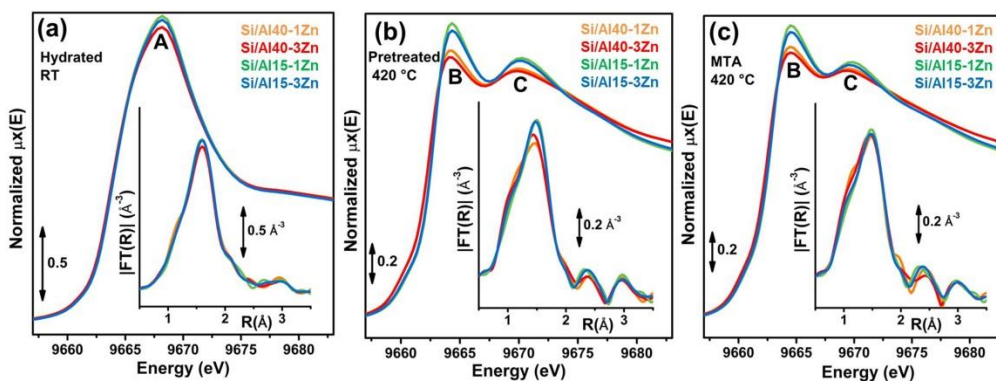 (a)
Hydrated
RT
A
Si/Al40-1Zn
Si/Al40-3Zn
Si/Al15-1Zn
Si/Al15-3Zn
Normalized μx(E)
0.5
|FT(R)| (Å⁻³)
0.5 Å⁻³
1 2 3
R(Å)
9660 9665 9670 9675 9680
Energy (eV)
(b)
Pretreated
420 °C
B
C
Si/Al40-1Zn
Si/Al40-3Zn
Si/Al15-1Zn
Si/Al15-3Zn
Normalized μx(E)
0.2
|FT(R)| (Å⁻³)
0.2 Å⁻³
1 2 3
R(Å)
9660 9665 9670 9675 9680
Energy (eV)
(c)
MTA
420 °C
B
C
Si/Al40-1Zn
Si/Al40-3Zn
Si/Al15-1Zn
Si/Al15-3Zn
Normalized μx(E)
0.2
|FT(R)| (Å⁻³)
0.2 Å⁻³
1 2 3
R(Å)
9660 9665 9670 9675 9680
Energy (eV)